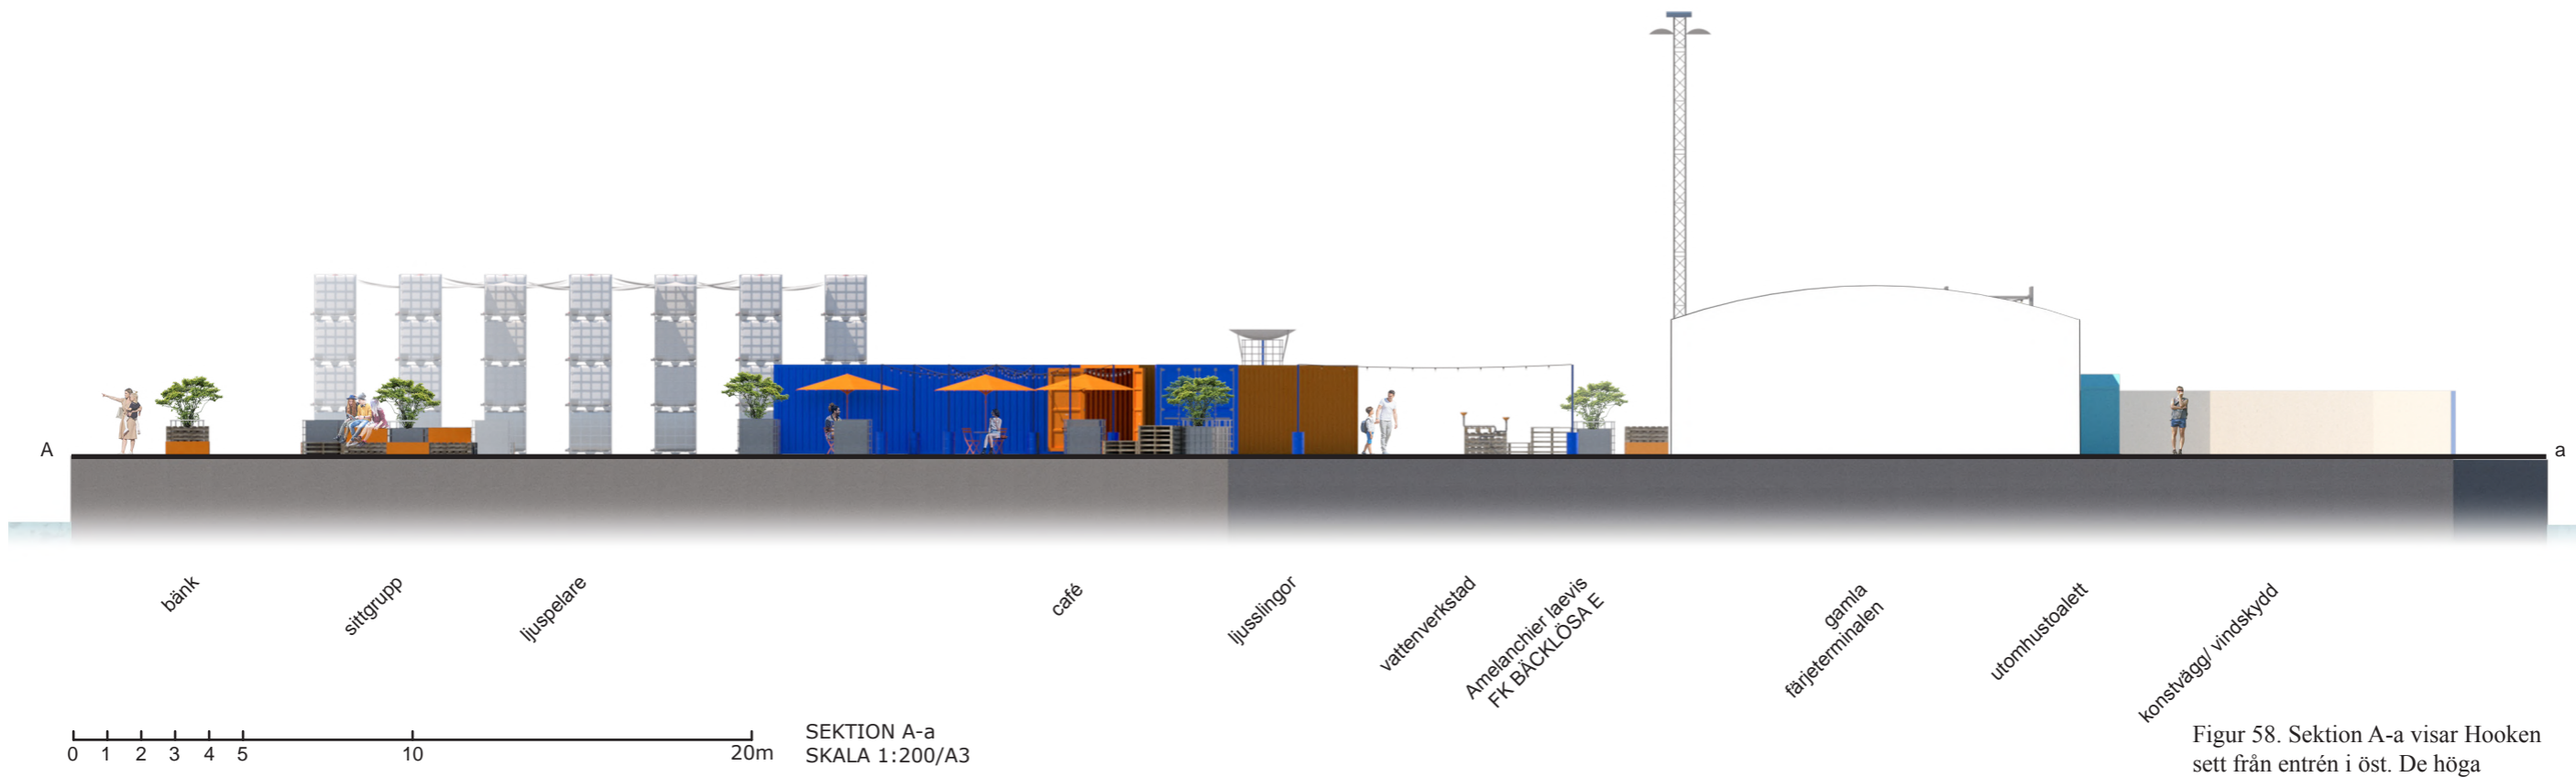 A
a
bänk
sittgrupp
ljuspelare
café
ljusslingor
vattenverkstad
Amelanchier laevis
FK BÄCKLÖSA E
gamla
färjeterminalen
utomhustoalett
konstvägg/ vindskydd
0 1 2 3 4 5 10 20m
SEKTION A-a
SKALA 1:200/A3
Figur 58. Sektion A-a visar Hooken
sett från entrén i öst. De höga